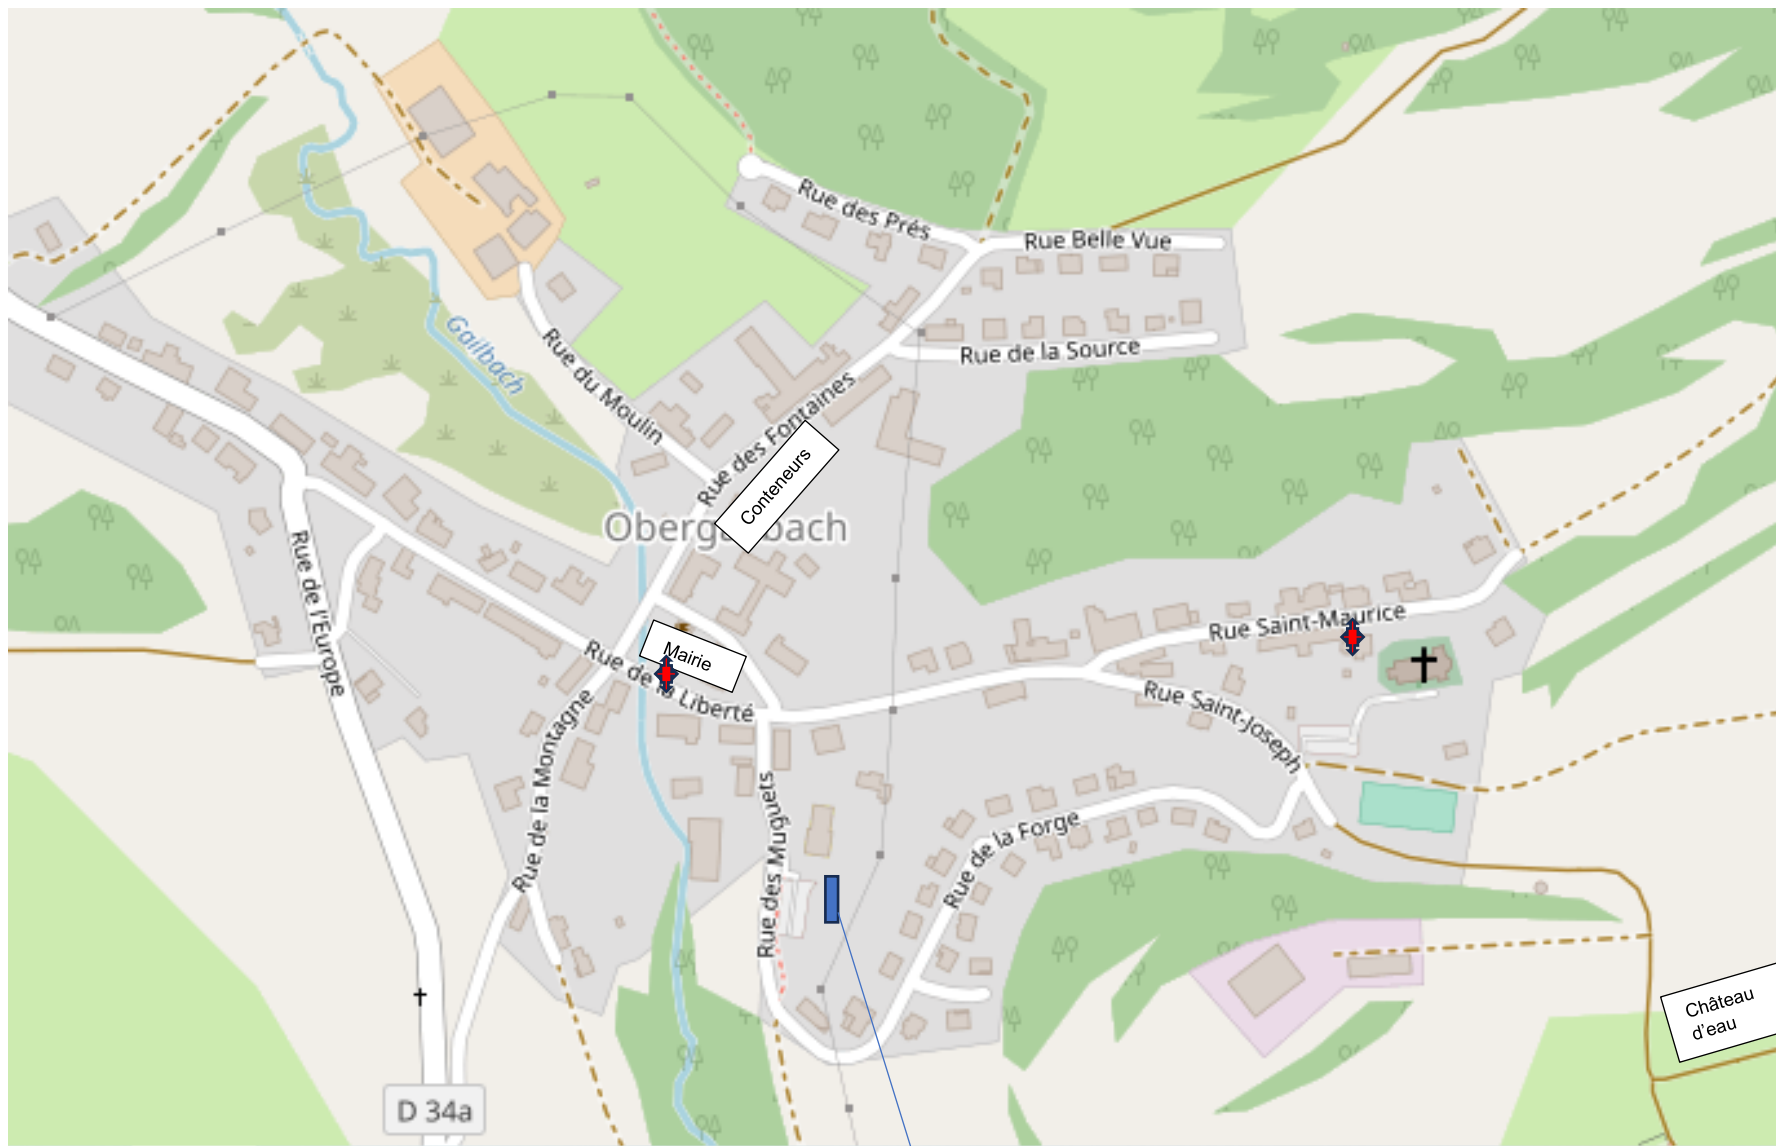 Rue des Prés
Rue Belle Vue
Gailbach
Rue du Moulin
Rue de la Source
Rue des Fontaines
Conteneurs
Rue de l'Europe
Rue Saint-Maurice
Mairie
Rue de la Liberté
Rue de la Montagne
Rue Saint-Joseph
Rue des Muguets
Rue de la Forge
Château
d'eau
D 34a